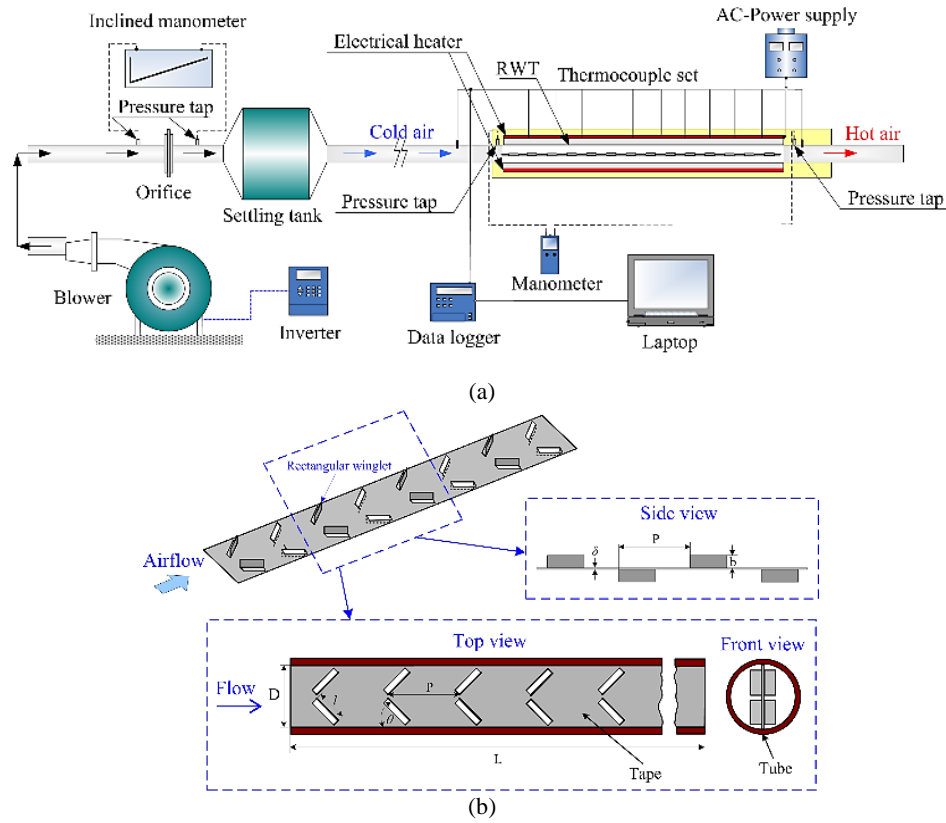 Inclined manometer
AC-Power supply
Electrical heater
RWT
Thermocouple set
Pressure tap
Cold air
Hot air
Orifice
Settling tank
Pressure tap
Pressure tap
Blower
Inverter
Manometer
Data logger
Laptop
(a)
Rectangular winglet
Airflow
Side view
δ
P
b
Top view
Front view
Flow
D
l
θ
P
L
Tape
Tube
(b)